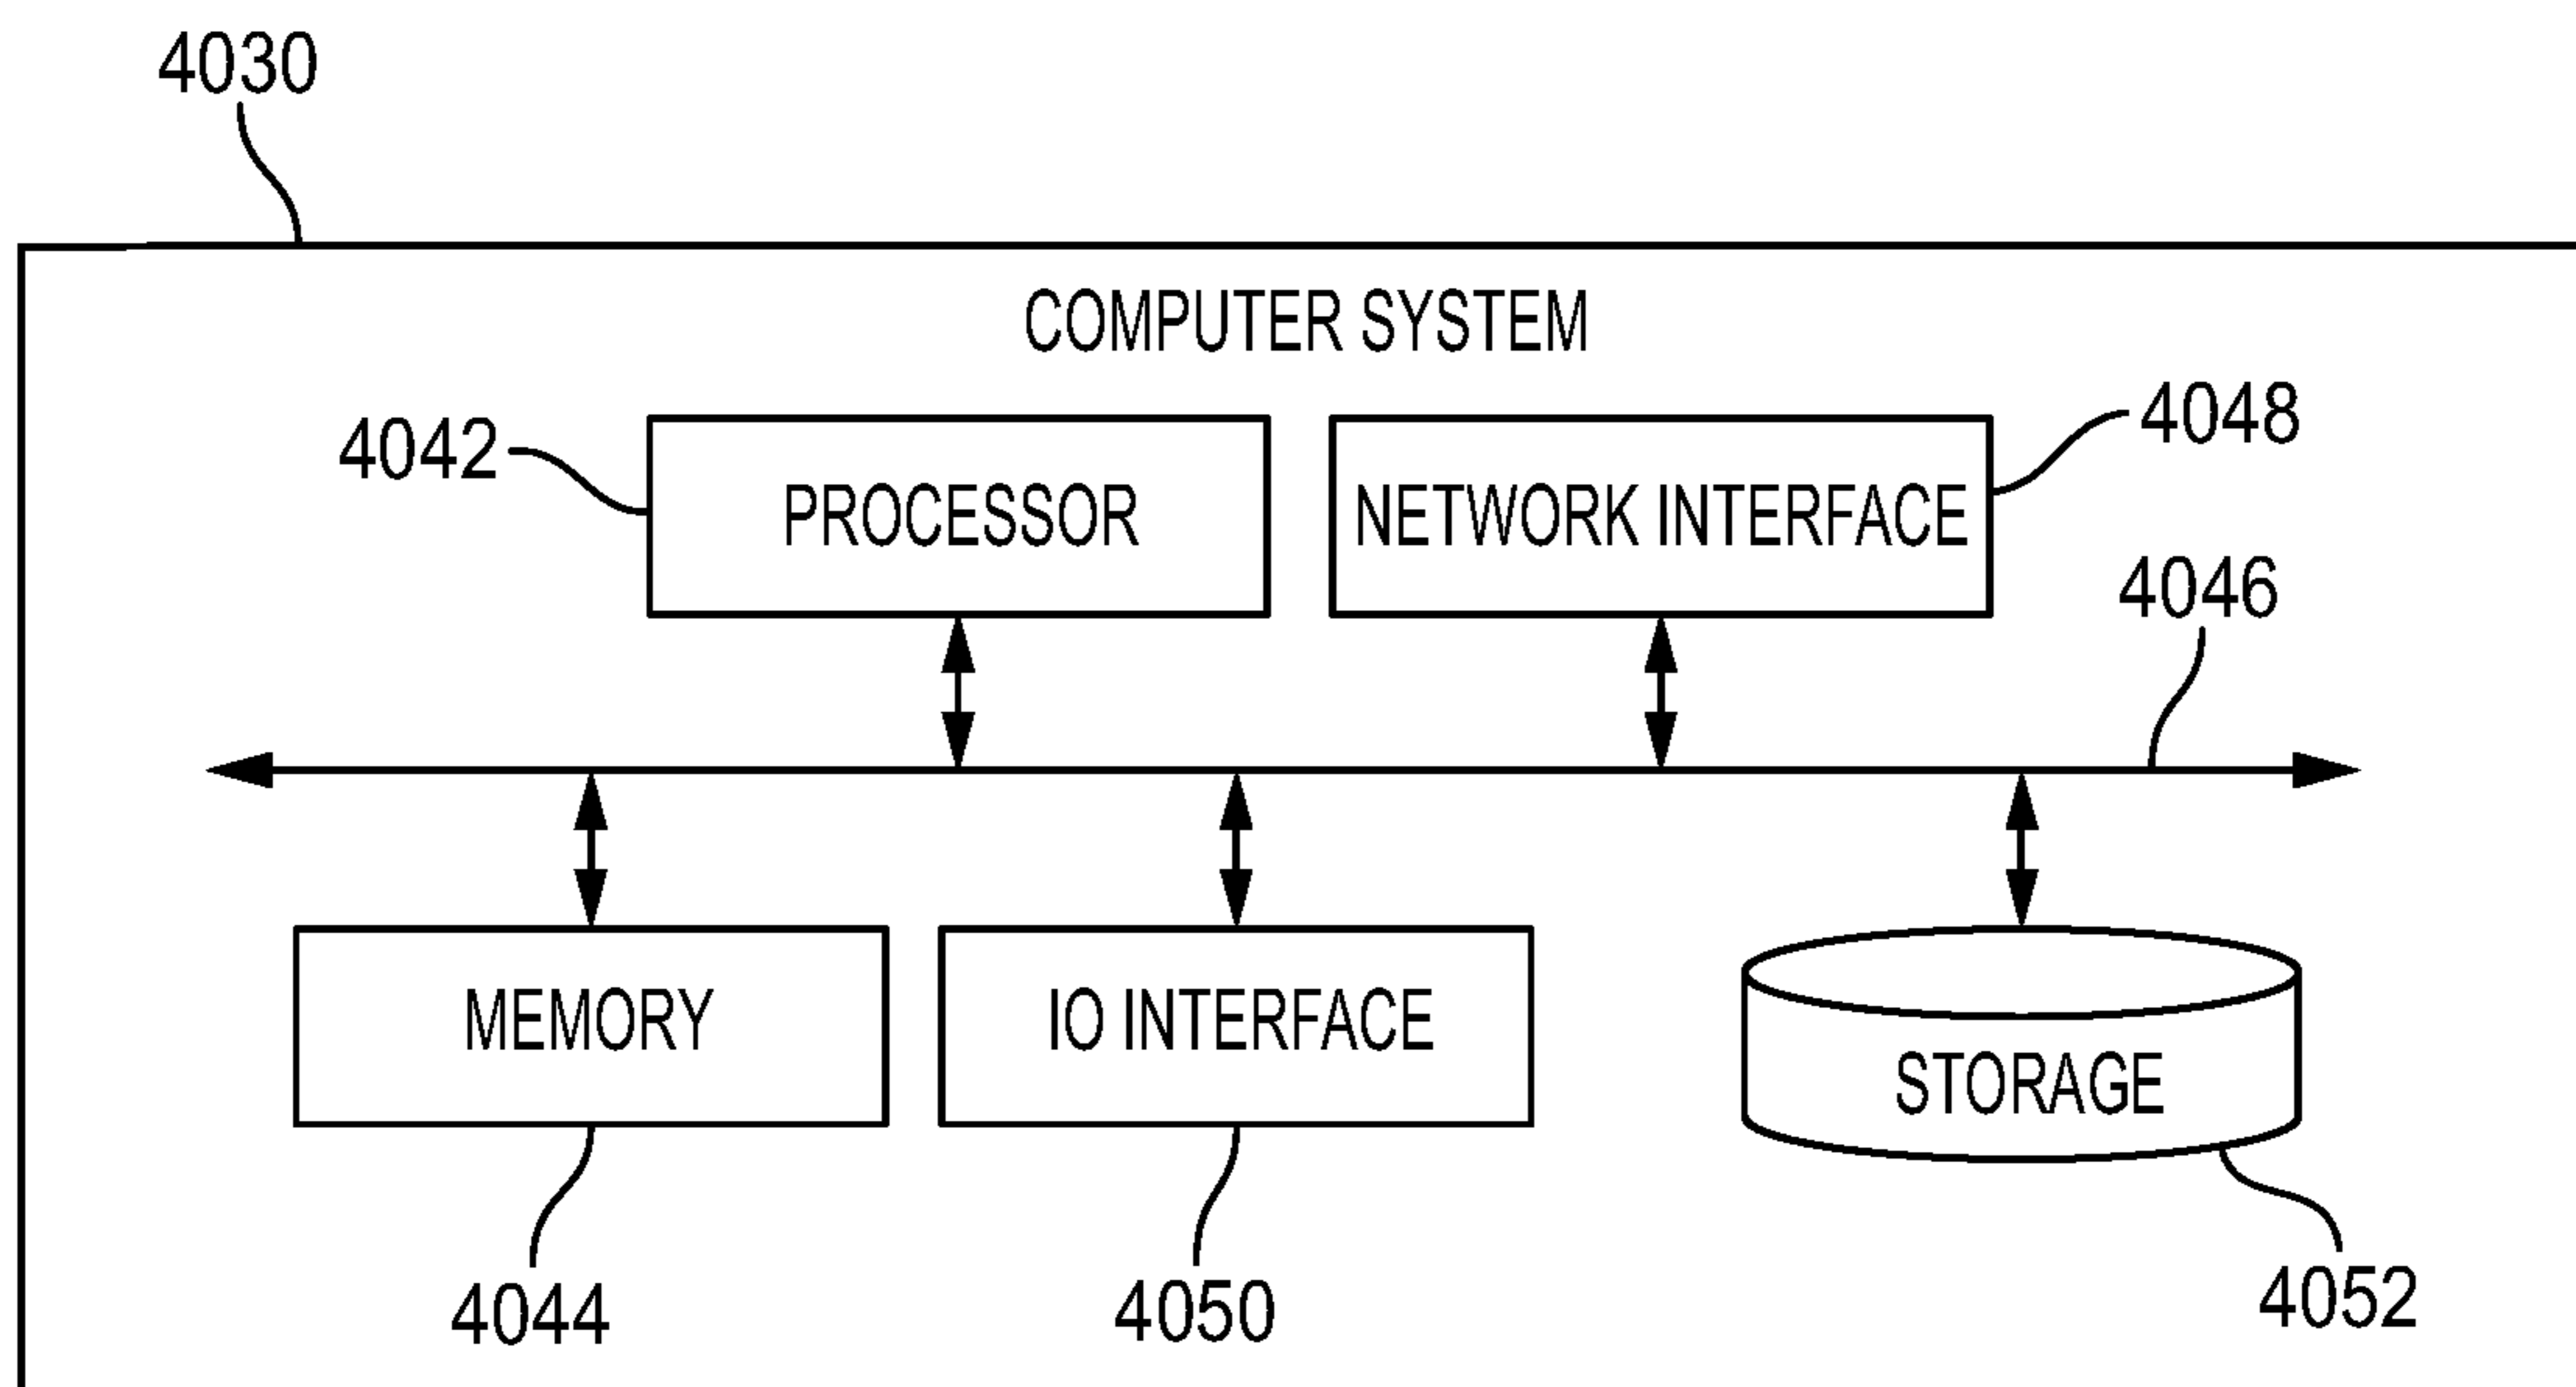 4030
COMPUTER SYSTEM
4042
PROCESSOR
NETWORK INTERFACE
4048
4046
MEMORY
IO INTERFACE
STORAGE
4044
4050
4052